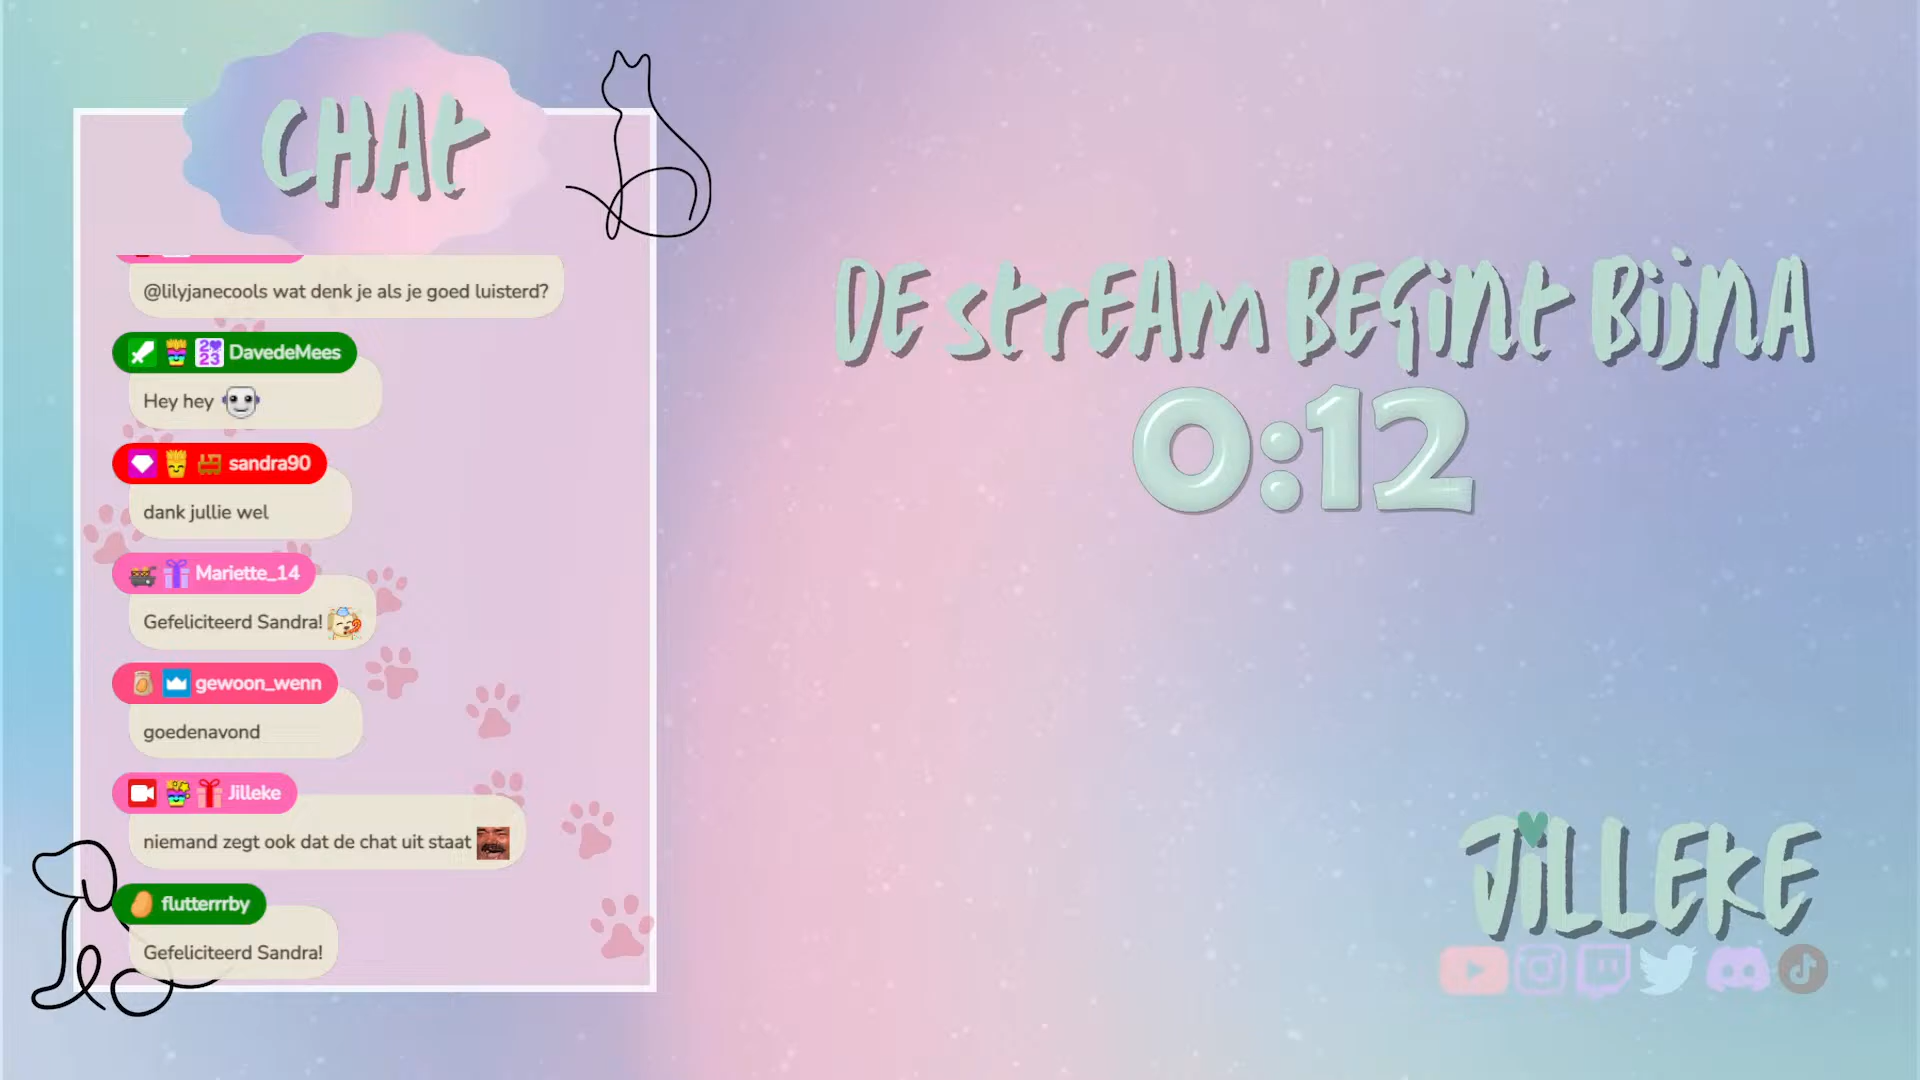 CHAt
@lilyjanecools wat denk je als je goed luisterd?
DavedeMees
Hey hey
sandra90
dank jullie wel
Mariette_14
Gefeliciteerd Sandra!
gewoon_wenn
goedenavond
Jilleke
niemand zegt ook dat de chat uit staat
flutterrrby
Gefeliciteerd Sandra!
DE strEAm BEGint BijnA
0:12
JiLLEKE